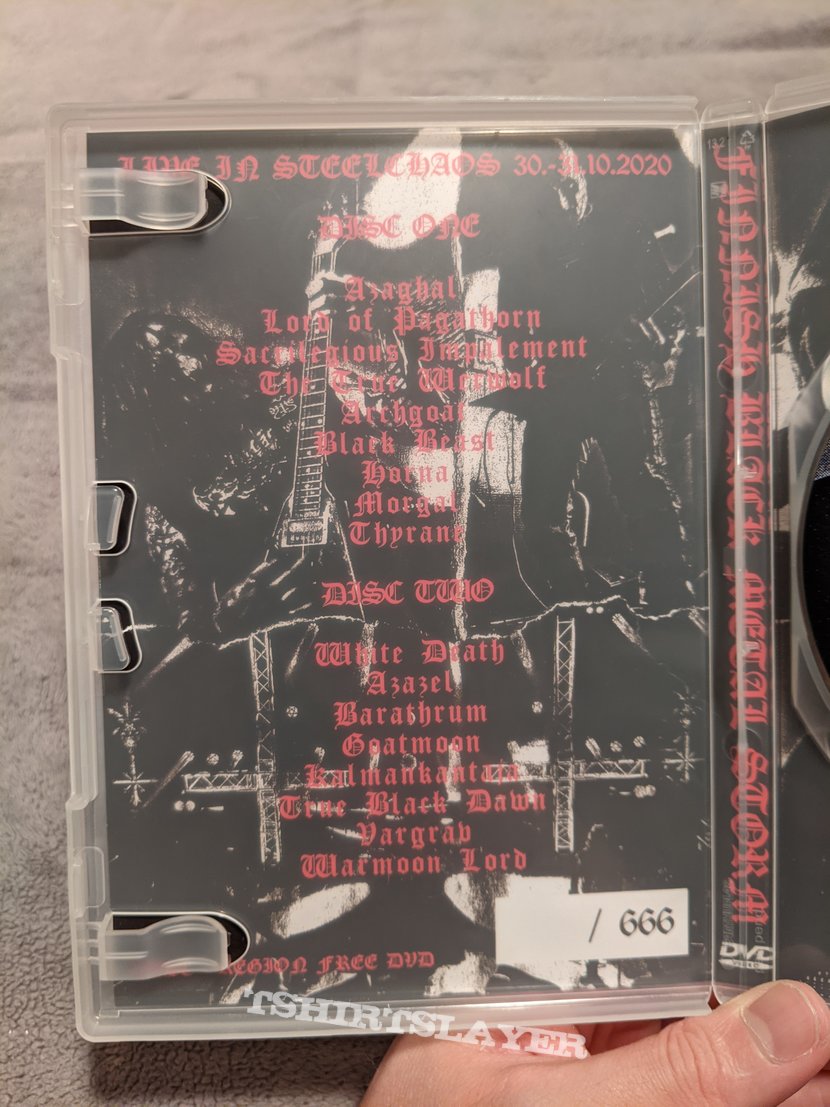 LIVE IN STEELCHAOS 30.-31.10.2020
DISC ONE
Azaghal
Lord of Pagathorn
Sacrilegious Impalement
The True Werwolf
Archgoat
Black Beast
Horna
Morgal
Thyrane
DISC TWO
White Death
Azazel
Barathrum
Goatmoon
Kalmankantaja
True Black Dawn
Vargrav
Warmoon Lord
/ 666
REGION FREE DVD
FINNISH BLACK METAL STORM
DVD
VIDEO
TSHIRTSLAYER